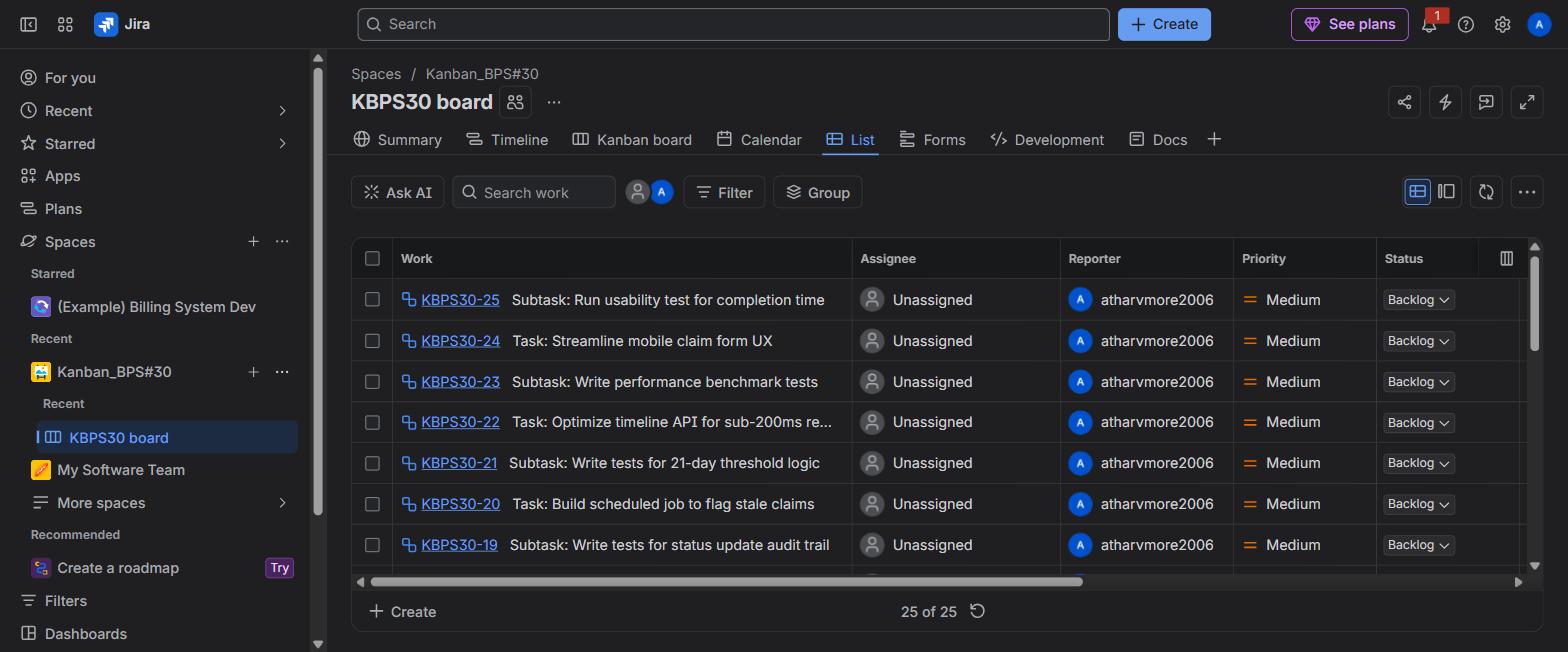 Jira
Search
+ Create
See plans
1
A
For you
Recent
Starred
Apps
Plans
Spaces
Starred
(Example) Billing System Dev
Recent
Kanban_BPS#30
Recent
KBPS30 board
My Software Team
More spaces
Recommended
Create a roadmap Try
Filters
Dashboards
Spaces / Kanban_BPS#30
KBPS30 board
Summary Timeline Kanban board Calendar List Forms Development Docs
Ask AI Search work A Filter Group
Work Assignee Reporter Priority Status
KBPS30-25 Subtask: Run usability test for completion time Unassigned A atharvmore2006 Medium Backlog
KBPS30-24 Task: Streamline mobile claim form UX Unassigned A atharvmore2006 Medium Backlog
KBPS30-23 Subtask: Write performance benchmark tests Unassigned A atharvmore2006 Medium Backlog
KBPS30-22 Task: Optimize timeline API for sub-200ms re... Unassigned A atharvmore2006 Medium Backlog
KBPS30-21 Subtask: Write tests for 21-day threshold logic Unassigned A atharvmore2006 Medium Backlog
KBPS30-20 Task: Build scheduled job to flag stale claims Unassigned A atharvmore2006 Medium Backlog
KBPS30-19 Subtask: Write tests for status update audit trail Unassigned A atharvmore2006 Medium Backlog
+ Create
25 of 25